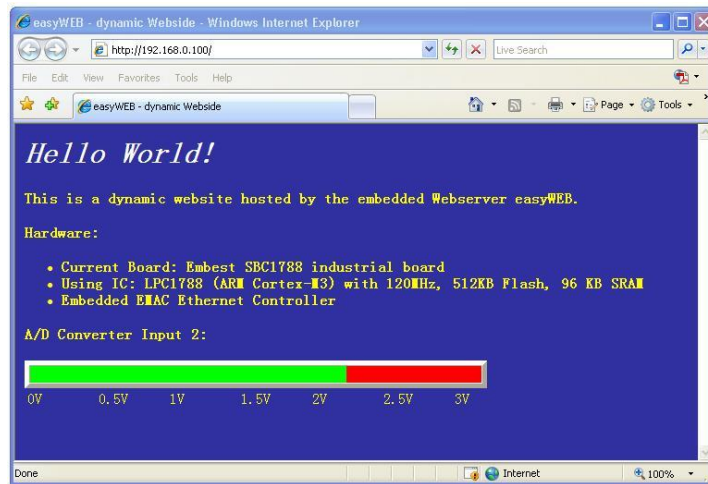 easyWEB - dynamic Webside - Windows Internet Explorer
http://192.168.0.100/
Live Search
File Edit View Favorites Tools Help
easyWEB - dynamic Webside
Page Tools
Hello World!
This is a dynamic website hosted by the embedded Webserver easyWEB.
Hardware:
• Current Board: Embest SBC1788 industrial board
• Using IC: LPC1788 (ARM Cortex-M3) with 120MHz, 512KB Flash, 96 KB SRAM
• Embedded EMAC Ethernet Controller
A/D Converter Input 2:
0V 0.5V 1V 1.5V 2V 2.5V 3V
Done Internet 100%